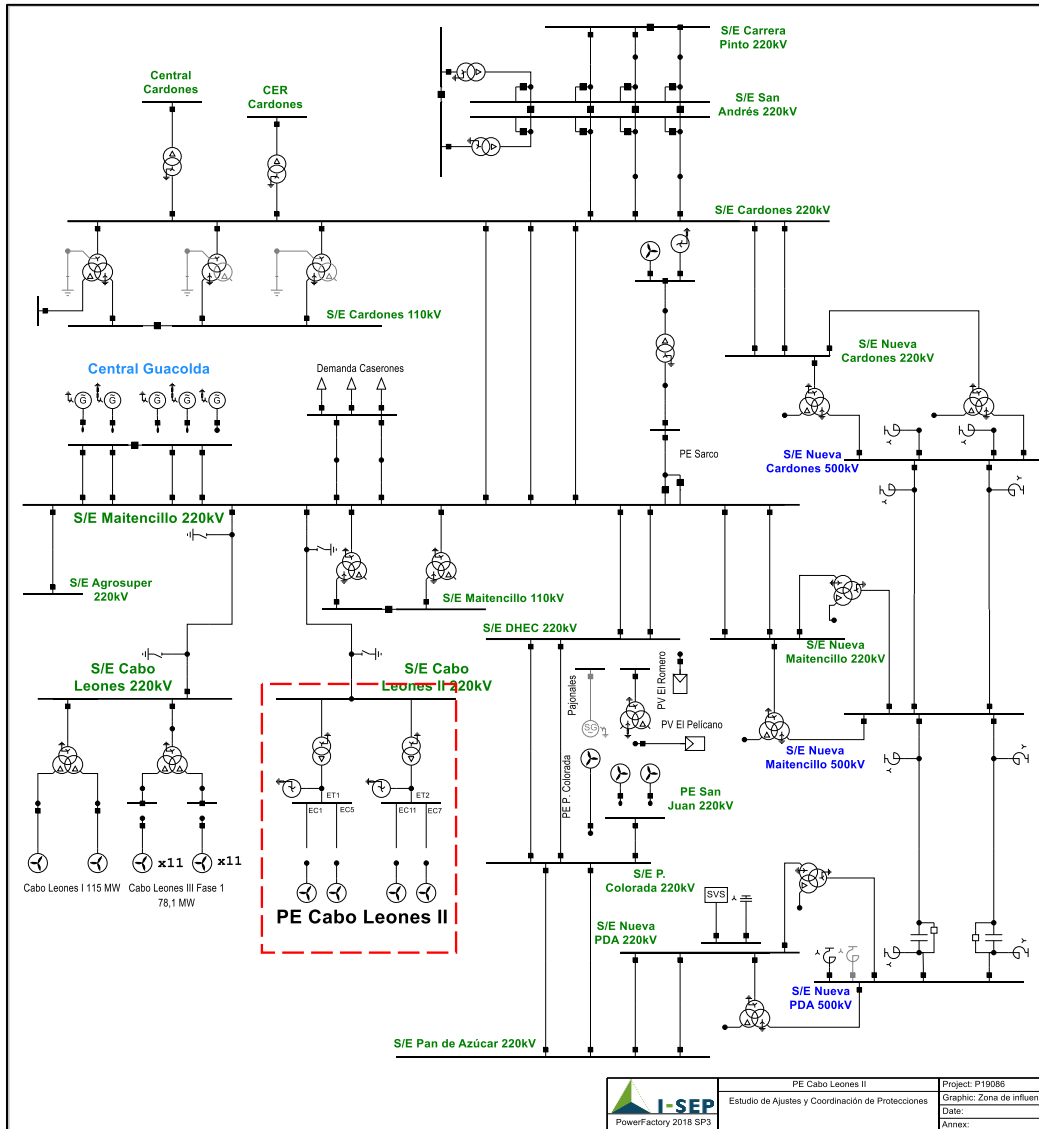 S/E Carrera
Pinto 220kV
Central
Cardones
CER
Cardones
S/E San
Andrés 220kV
S/E Cardones 220kV
S/E Cardones 110kV
S/E Nueva
Cardones 220kV
Central Guacolda
Demanda Caserones
G
G
G
G
G
PE Sarco
S/E Nueva
Cardones 500kV
S/E Maitencillo 220kV
S/E Agrosuper
220kV
S/E Maitencillo 110kV
S/E DHEC 220kV
S/E Nueva
Maitencillo 220kV
S/E Cabo
Leones 220kV
S/E Cabo
Leones II 220kV
Pajonales
PV El Romero
SG
PV El Pelícano
S/E Nueva
Maitencillo 500kV
PE P. Colorada
PE San
Juan 220kV
ET1
ET2
EC1
EC5
EC11
EC7
x11
x11
Cabo Leones I 115 MW
Cabo Leones III Fase 1
78,1 MW
PE Cabo Leones II
S/E P.
Colorada 220kV
SVS
S/E Nueva
PDA 220kV
S/E Nueva
PDA 500kV
S/E Pan de Azúcar 220kV
I-SEP
PowerFactory 2018 SP3
PE Cabo Leones II
Estudio de Ajustes y Coordinación de Protecciones
Project: P19086
Graphic: Zona de influen
Date:
Annex: